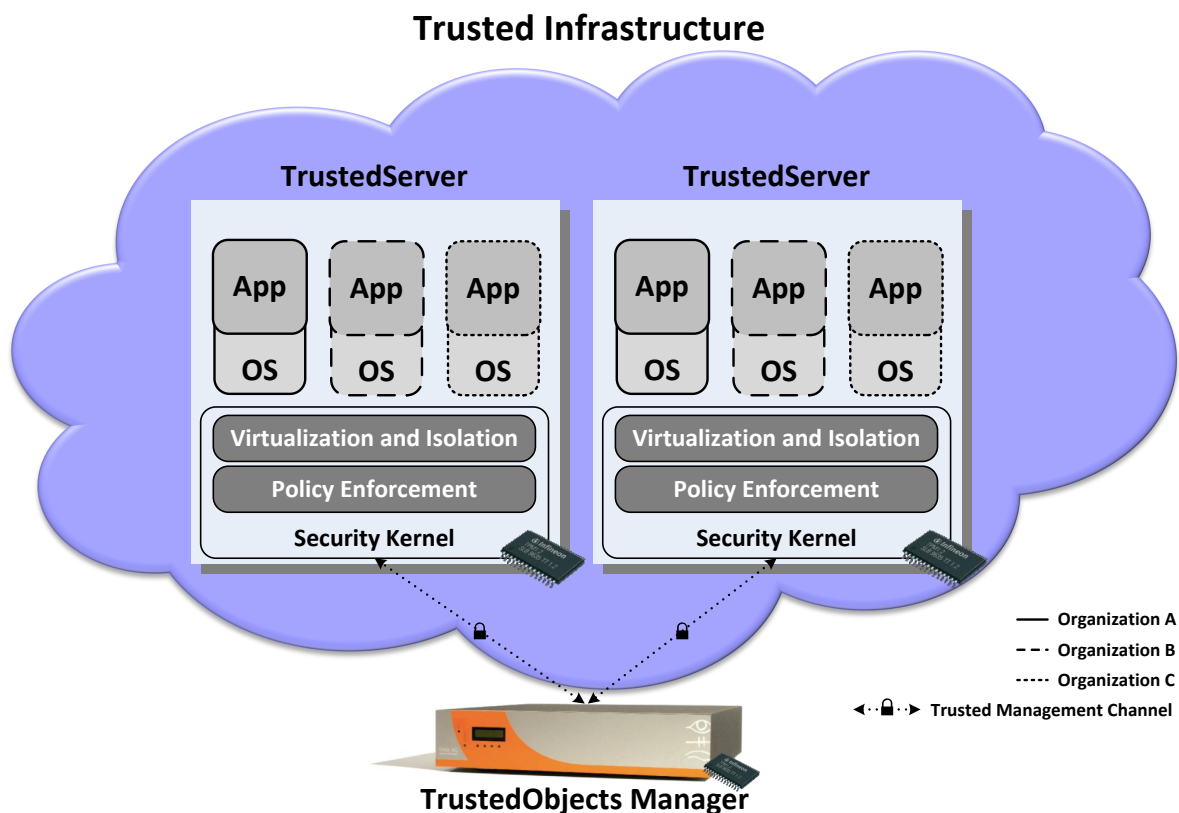 Trusted Infrastructure
TrustedServer
App
App
App
OS
OS
OS
Virtualization and Isolation
Policy Enforcement
Security Kernel
Infineon
TrustedServer
App
App
App
OS
OS
OS
Virtualization and Isolation
Policy Enforcement
Security Kernel
Infineon
Organization A
Organization B
Organization C
Trusted Management Channel
TrustedObjects Manager